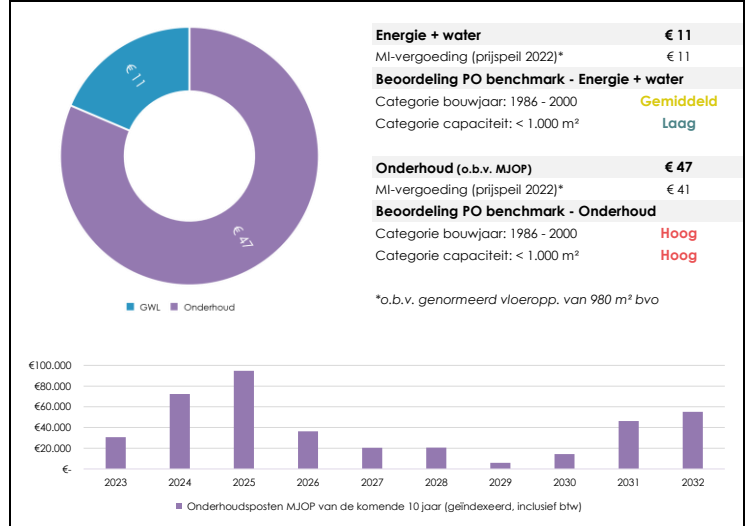 € 11
€ 47
GWL Onderhoud
Energie + water € 11
MI-vergoeding (prijspeil 2022)* € 11
Beoordeling PO benchmark - Energie + water
Categorie bouwjaar: 1986 - 2000 Gemiddeld
Categorie capaciteit: < 1.000 m² Laag
Onderhoud (o.b.v. MJOP) € 47
MI-vergoeding (prijspeil 2022)* € 41
Beoordeling PO benchmark - Onderhoud
Categorie bouwjaar: 1986 - 2000 Hoog
Categorie capaciteit: < 1.000 m² Hoog
*o.b.v. genormeerd vloeropp. van 980 m² bvo
€100.000
€80.000
€60.000
€40.000
€20.000
€-
2023 2024 2025 2026 2027 2028 2029 2030 2031 2032
Onderhoudsposten MJOP van de komende 10 jaar (geïndexeerd, inclusief btw)